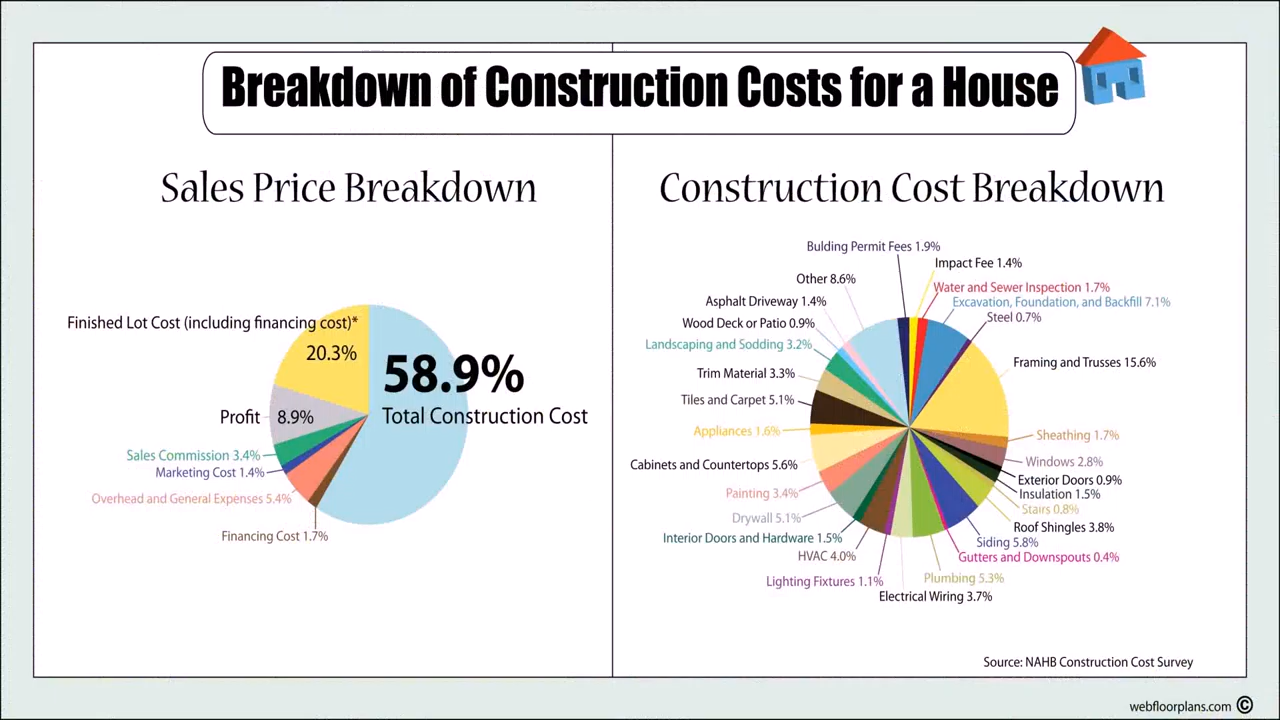 Breakdown of Construction Costs for a House
Sales Price Breakdown
Finished Lot Cost (including financing cost)*
20.3%
58.9%
Total Construction Cost
Profit 8.9%
Sales Commission 3.4%
Marketing Cost 1.4%
Overhead and General Expenses 5.4%
Financing Cost 1.7%
Construction Cost Breakdown
Bulding Permit Fees 1.9%
Impact Fee 1.4%
Water and Sewer Inspection 1.7%
Excavation, Foundation, and Backfill 7.1%
Steel 0.7%
Framing and Trusses 15.6%
Sheathing 1.7%
Windows 2.8%
Exterior Doors 0.9%
Insulation 1.5%
Stairs 0.8%
Roof Shingles 3.8%
Siding 5.8%
Gutters and Downspouts 0.4%
Plumbing 5.3%
Electrical Wiring 3.7%
Lighting Fixtures 1.1%
HVAC 4.0%
Interior Doors and Hardware 1.5%
Drywall 5.1%
Painting 3.4%
Cabinets and Countertops 5.6%
Appliances 1.6%
Tiles and Carpet 5.1%
Trim Material 3.3%
Landscaping and Sodding 3.2%
Wood Deck or Patio 0.9%
Asphalt Driveway 1.4%
Other 8.6%
Source: NAHB Construction Cost Survey
webfloorplans.com ©